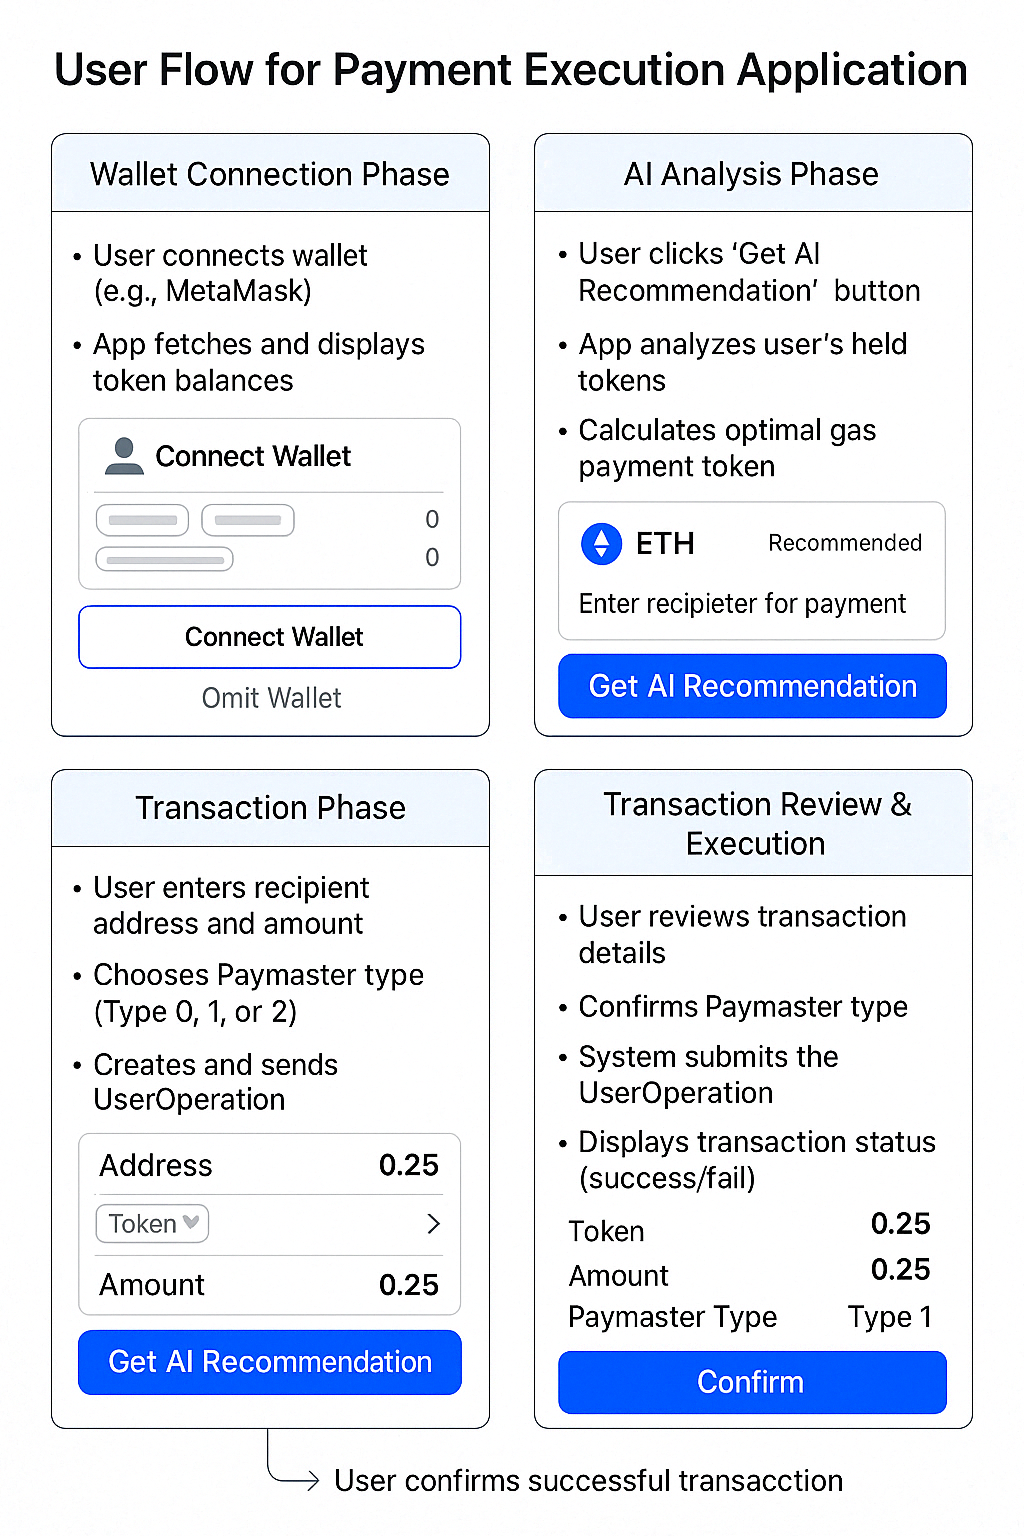 User Flow for Payment Execution Application
Wallet Connection Phase
• User connects wallet
(e.g., MetaMask)
• App fetches and displays
token balances
Connect Wallet
0
0
Connect Wallet
Omit Wallet
AI Analysis Phase
• User clicks ‘Get AI
Recommendation’ button
• App analyzes user’s held
tokens
• Calculates optimal gas
payment token
ETH Recommended
Enter recipieter for payment
Get AI Recommendation
Transaction Phase
• User enters recipient
address and amount
• Chooses Paymaster type
(Type 0, 1, or 2)
• Creates and sends
UserOperation
Address 0.25
Token
Amount 0.25
Get AI Recommendation
Transaction Review &
Execution
• User reviews transaction
details
• Confirms Paymaster type
• System submits the
UserOperation
• Displays transaction status
(success/fail)
Token 0.25
Amount 0.25
Paymaster Type Type 1
Confirm
User confirms successful transacction